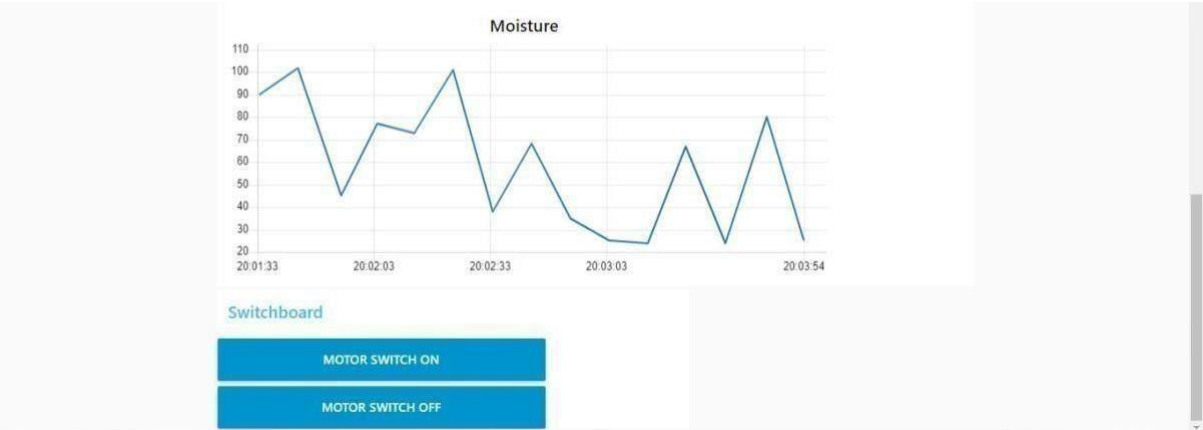 Moisture
110
100
90
80
70
60
50
40
30
20
20:01:33 20:02:03 20:02:33 20:03:03 20:03:54
Switchboard
MOTOR SWITCH ON
MOTOR SWITCH OFF